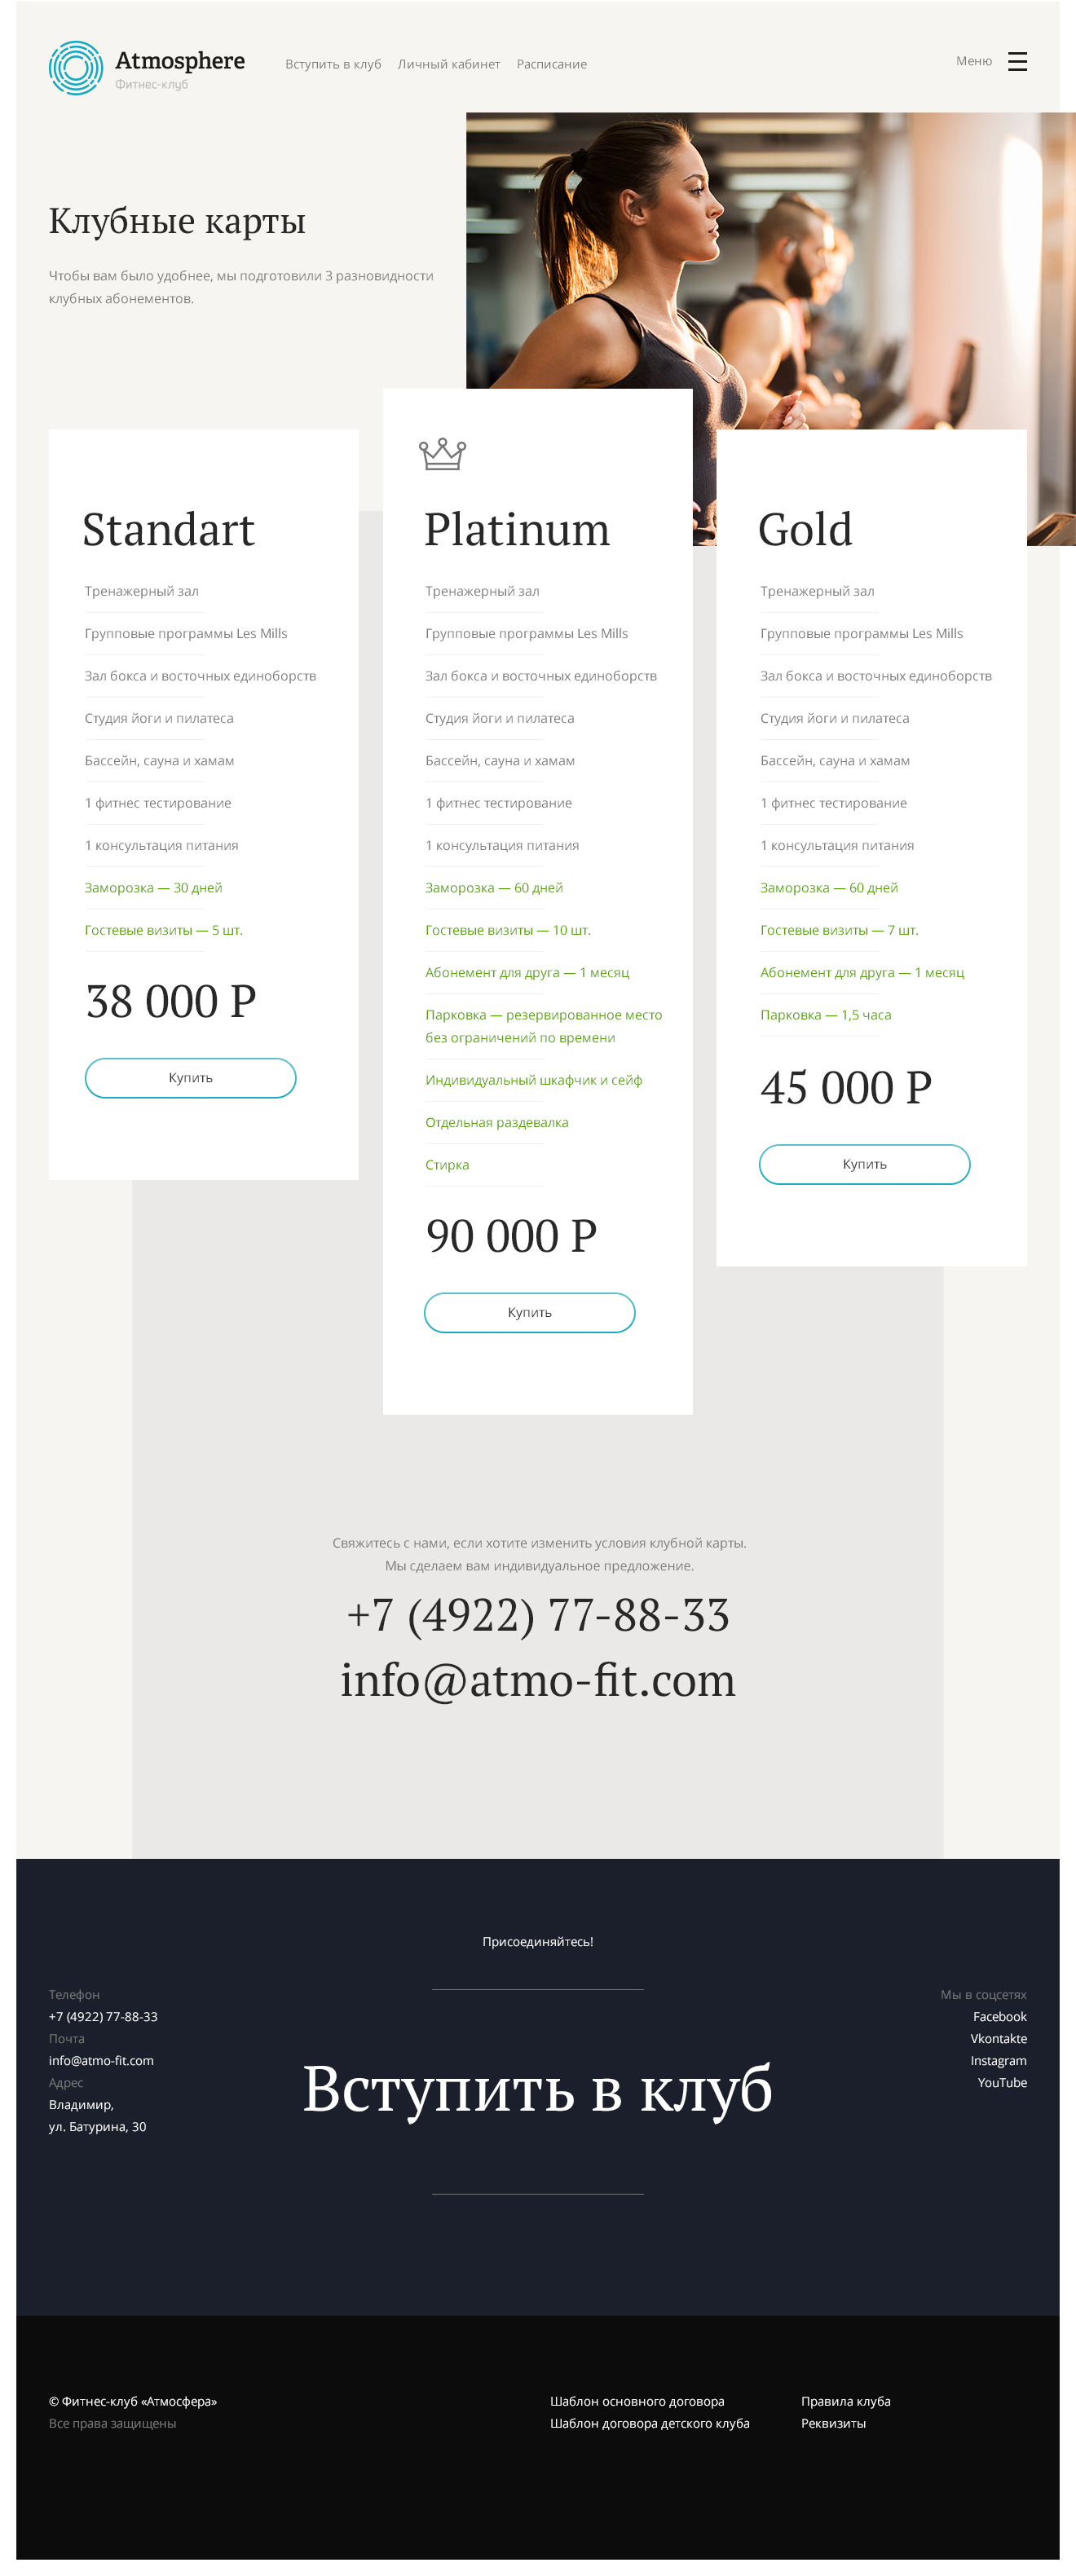 Atmosphere
Фитнес-клуб
Вступить в клуб Личный кабинет Расписание
Меню
Клубные карты
Чтобы вам было удобнее, мы подготовили 3 разновидности
клубных абонементов.
Standart
Тренажерный зал
Групповые программы Les Mills
Зал бокса и восточных единоборств
Студия йоги и пилатеса
Бассейн, сауна и хамам
1 фитнес тестирование
1 консультация питания
Заморозка — 30 дней
Гостевые визиты — 5 шт.
38 000 Р
Купить
Platinum
Тренажерный зал
Групповые программы Les Mills
Зал бокса и восточных единоборств
Студия йоги и пилатеса
Бассейн, сауна и хамам
1 фитнес тестирование
1 консультация питания
Заморозка — 60 дней
Гостевые визиты — 10 шт.
Абонемент для друга — 1 месяц
Парковка — резервированное место
без ограничений по времени
Индивидуальный шкафчик и сейф
Отдельная раздевалка
Стирка
90 000 Р
Купить
Gold
Тренажерный зал
Групповые программы Les Mills
Зал бокса и восточных единоборств
Студия йоги и пилатеса
Бассейн, сауна и хамам
1 фитнес тестирование
1 консультация питания
Заморозка — 60 дней
Гостевые визиты — 7 шт.
Абонемент для друга — 1 месяц
Парковка — 1,5 часа
45 000 Р
Купить
Свяжитесь с нами, если хотите изменить условия клубной карты.
Мы сделаем вам индивидуальное предложение.
+7 (4922) 77-88-33
info@atmo-fit.com
Присоединяйтесь!
Телефон
+7 (4922) 77-88-33
Почта
info@atmo-fit.com
Адрес
Владимир,
ул. Батурина, 30
Вступить в клуб
Мы в соцсетях
Facebook
Vkontakte
Instagram
YouTube
© Фитнес-клуб «Атмосфера»
Все права защищены
Шаблон основного договора
Шаблон договора детского клуба
Правила клуба
Реквизиты